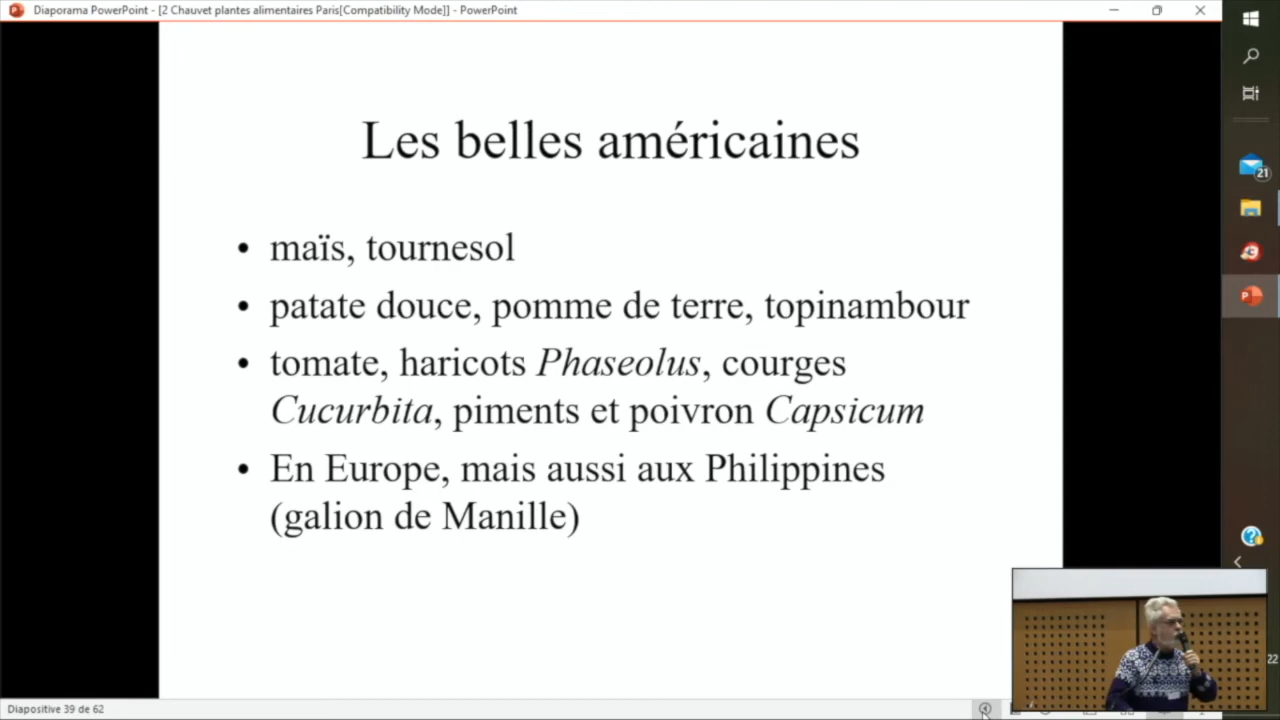 Diaporama PowerPoint - [2 Chauvet plantes alimentaires Paris[Compatibility Mode]] - PowerPoint
Les belles américaines
• maïs, tournesol
• patate douce, pomme de terre, topinambour
• tomate, haricots Phaseolus, courges
Cucurbita, piments et poivron Capsicum
• En Europe, mais aussi aux Philippines
(galion de Manille)
21
22
Diapositive 39 de 62